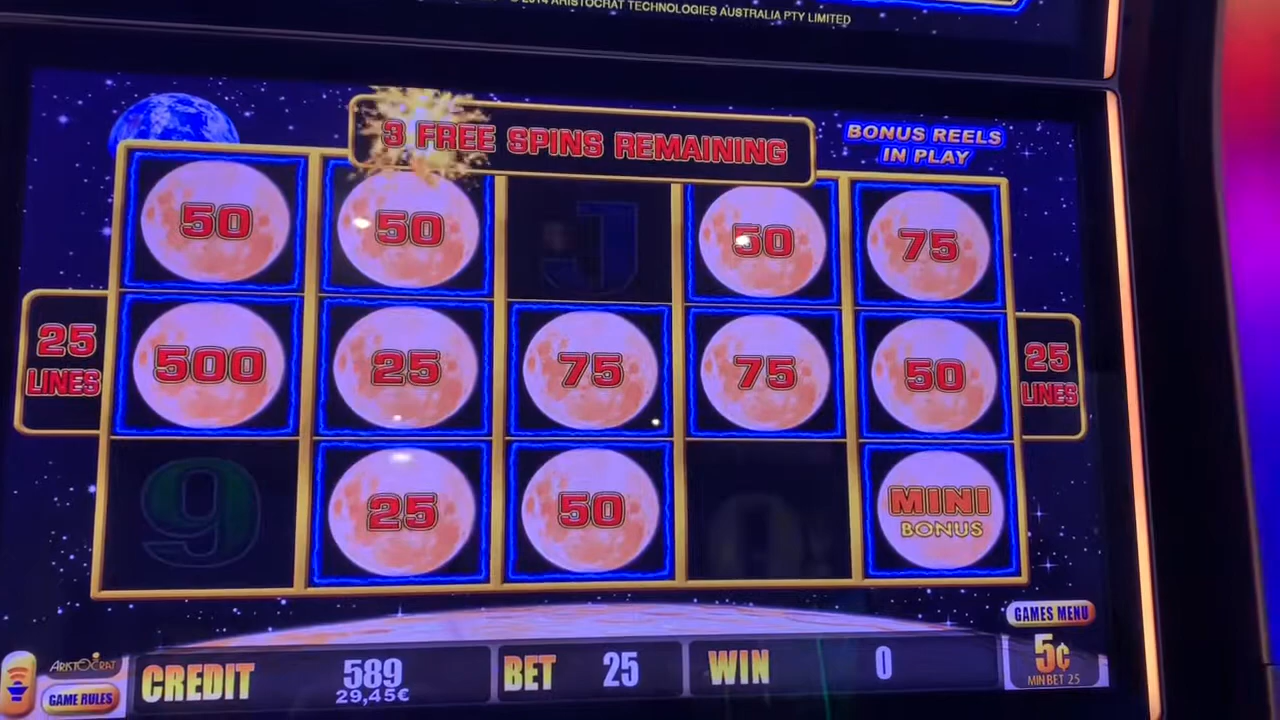 © 2014 ARISTOCRAT TECHNOLOGIES AUSTRALIA PTY LIMITED
3 FREE SPINS REMAINING
BONUS REELS
IN PLAY
50 50 J 50 75
25
LINES
500 25 75 75 50
25
LINES
9 25 50 MINI
BONUS
GAMES MENU
ARISTOCRAT
GAME RULES
CREDIT 589
29,45€
BET 25
WIN 0
5¢
MIN BET 25